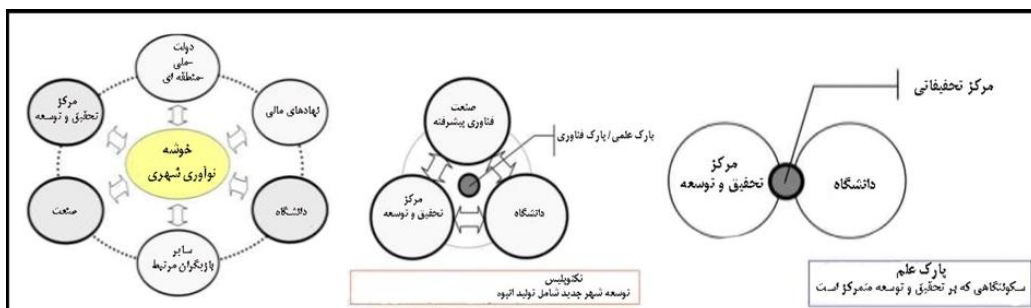 مرکز تحقیقاتی
مرکز
تحقیق و توسعه
دانشگاه
پارک علم
سکونتگاهی که بر تحقیق و توسعه متمرکز است
صنعت
فناوری پیشرفته
پارک علمی/ پارک فناوری
مرکز
تحقیق و توسعه
دانشگاه
تکنوپلیس
توسعه شهر جدید شامل تولید انبوه
دولت
-ملی
-منطقه ای
مرکز
تحقیق و توسعه
نهادهای مالی
خوشه
نوآوری شهری
صنعت
دانشگاه
سایر
بازیگران مرتبط